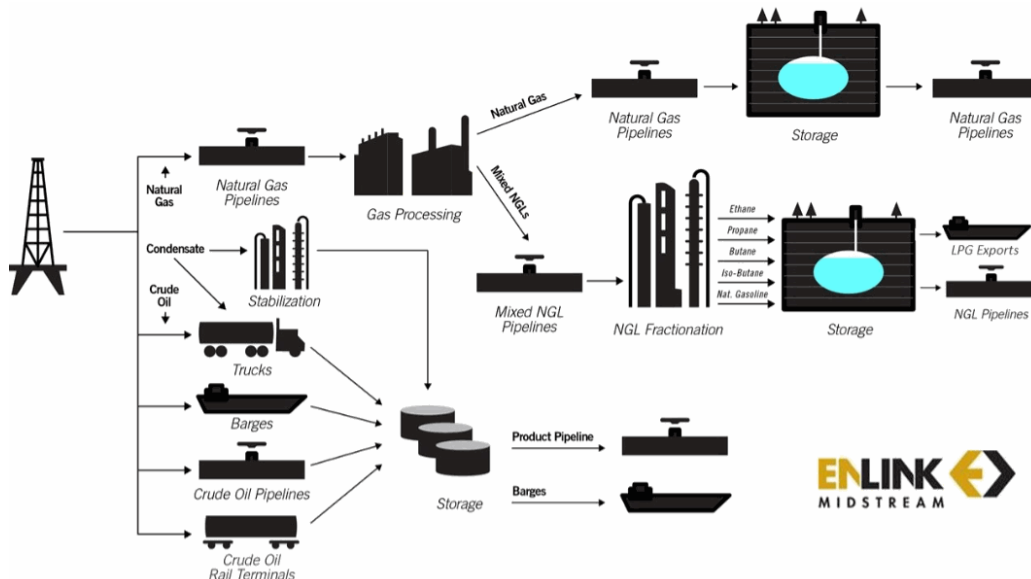 Natural Gas
Natural Gas
Pipelines
Storage
Natural Gas
Pipelines
Natural
Gas
Natural Gas
Pipelines
Gas Processing
Mixed NGLs
Condensate
Stabilization
Crude
Oil
Mixed NGL
Pipelines
NGL Fractionation
Ethane
Propane
Butane
Iso-Butane
Nat. Gasoline
Storage
LPG Exports
NGL Pipelines
Trucks
Barges
Crude Oil Pipelines
Crude Oil
Rail Terminals
Storage
Product Pipeline
Barges
ENLINK
MIDSTREAM